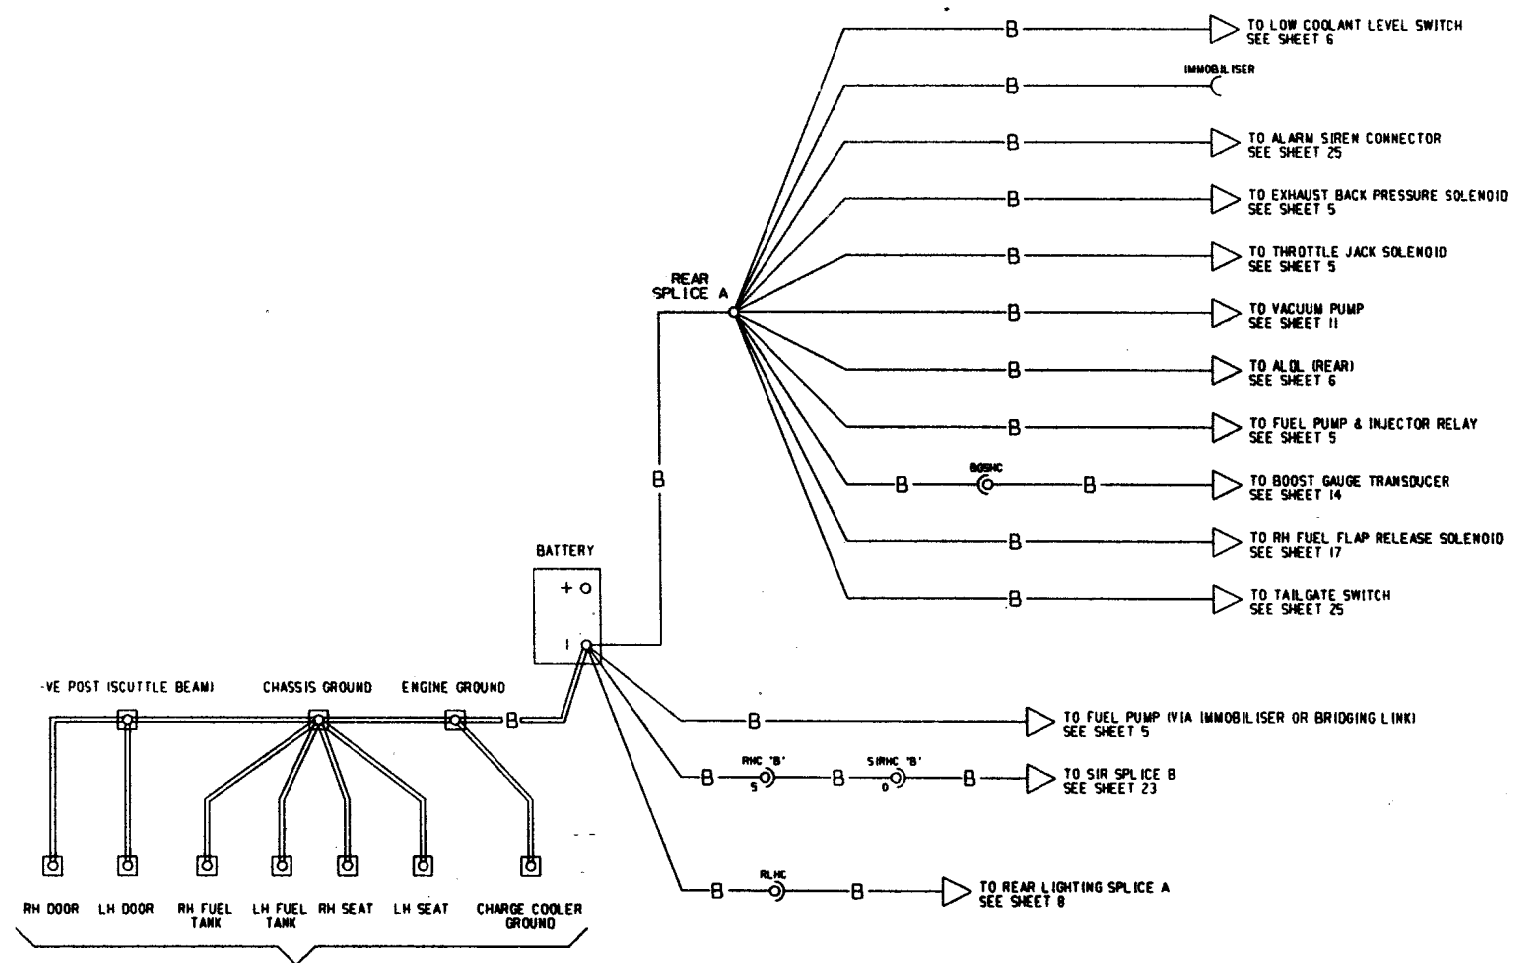 TO LOW COOLANT LEVEL SWITCH
SEE SHEET 6
B
IMMOBILISER
B
TO ALARM SIREN CONNECTOR
SEE SHEET 25
B
TO EXHAUST BACK PRESSURE SOLENOID
SEE SHEET 5
B
TO THROTTLE JACK SOLENOID
SEE SHEET 5
B
REAR
SPLICE A
TO VACUUM PUMP
SEE SHEET 11
B
TO ALDL (REAR)
SEE SHEET 6
B
TO FUEL PUMP & INJECTOR RELAY
SEE SHEET 5
B
B
B
B
TO BOOST GAUGE TRANSDUCER
SEE SHEET 14
TO RH FUEL FLAP RELEASE SOLENOID
SEE SHEET 17
B
BATTERY
+
-
TO TAILGATE SWITCH
SEE SHEET 25
B
-VE POST (SCUTTLE BEAM)
CHASSIS GROUND
ENGINE GROUND
B
B
TO FUEL PUMP (VIA IMMOBILISER OR BRIDGING LINK)
SEE SHEET 5
B
RHC 'B'
5
B
SIRHC 'B'
D
B
TO SIR SPLICE B
SEE SHEET 23
B
RLHC
B
TO REAR LIGHTING SPLICE A
SEE SHEET 8
RH DOOR
LH DOOR
RH FUEL
TANK
LH FUEL
TANK
RH SEAT
LH SEAT
CHARGE COOLER
GROUND